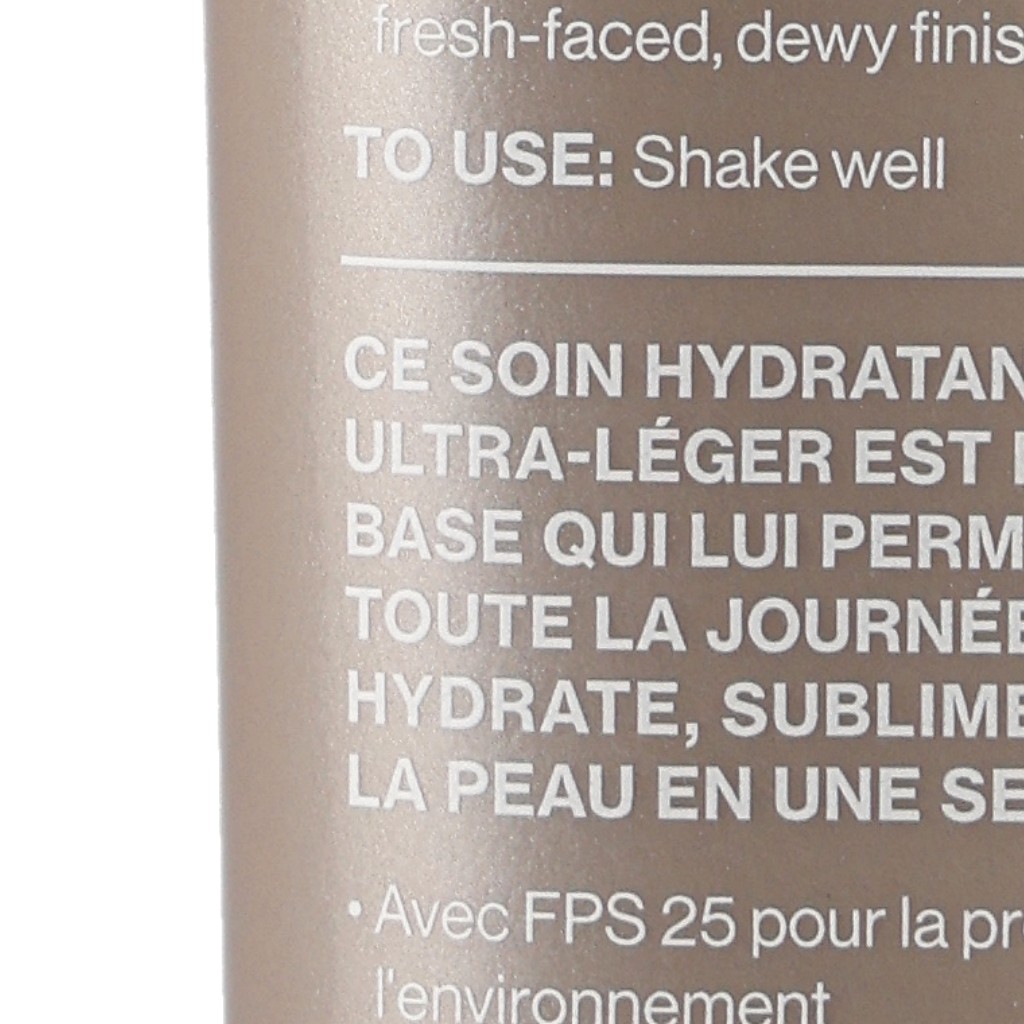 fresh-faced, dewy finis
TO USE: Shake well
CE SOIN HYDRATAN
ULTRA-LÉGER EST
BASE QUI LUI PERM
TOUTE LA JOURNÉE
HYDRATE, SUBLIME
LA PEAU EN UNE SE
• Avec FPS 25 pour la pr
l'environnement